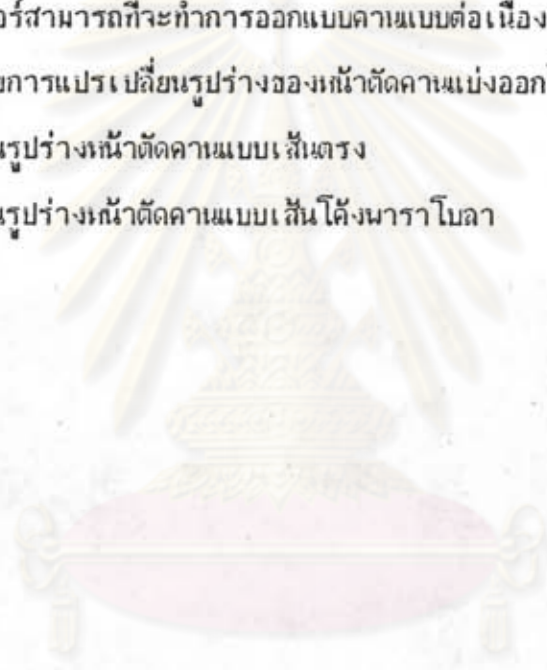 อร์สามารถที่จะทำการออกแบบคานแบบต่อเนื่อง
ยการแปรเปลี่ยนรูปร่างของหน้าตัดคานแบ่งออก
นรูปร่างหน้าตัดคานแบบเส้นตรง
นรูปร่างหน้าตัดคานแบบเส้นโค้งพาราโบลา